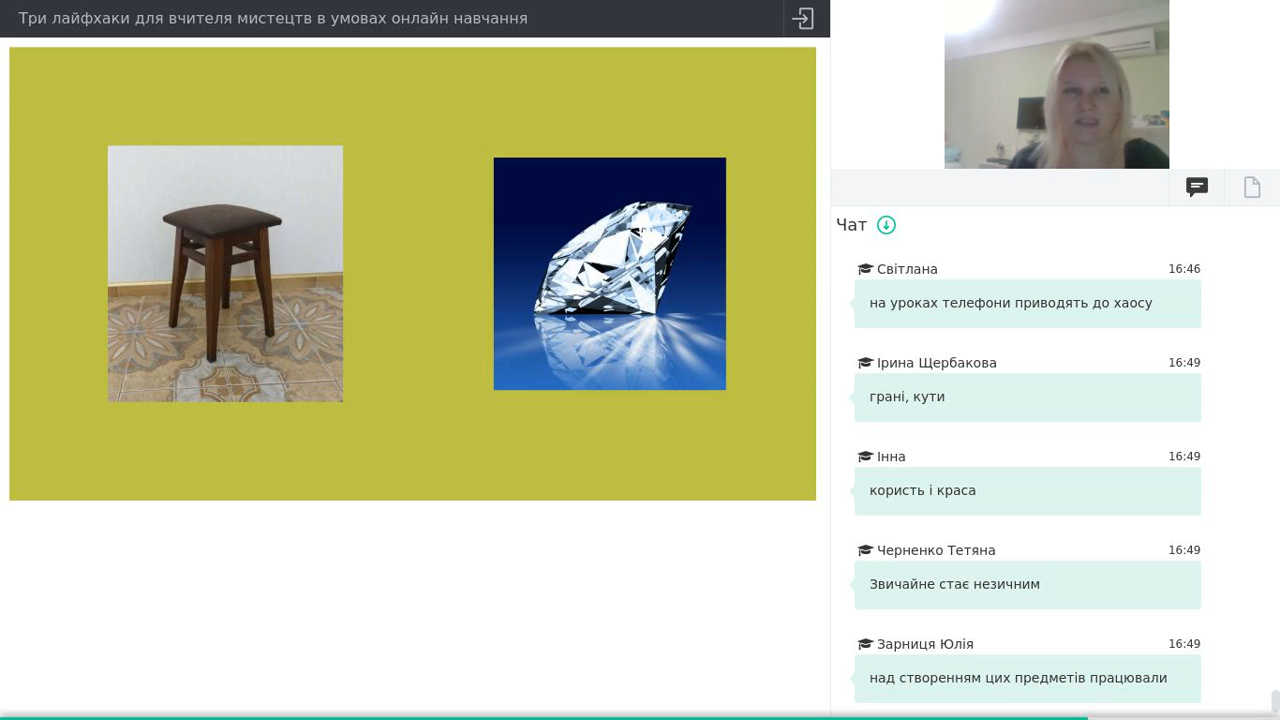 Три лайфхаки для вчителя мистецтв в умовах онлайн навчання
Чат
Світлана 16:46
на уроках телефони приводять до хаосу
Ірина Щербакова 16:49
грані, кути
Інна 16:49
користь і краса
Черненко Тетяна 16:49
Звичайне стає незичним
Зарниця Юлія 16:49
над створенням цих предметів працювали